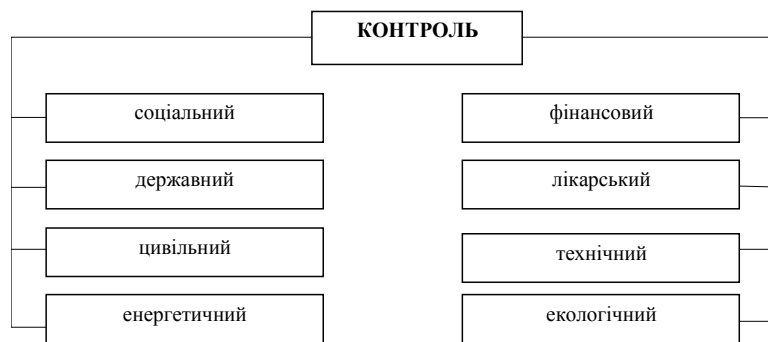 КОНТРОЛЬ
соціальний
державний
цивільний
енергетичний
фінансовий
лікарський
технічний
екологічний